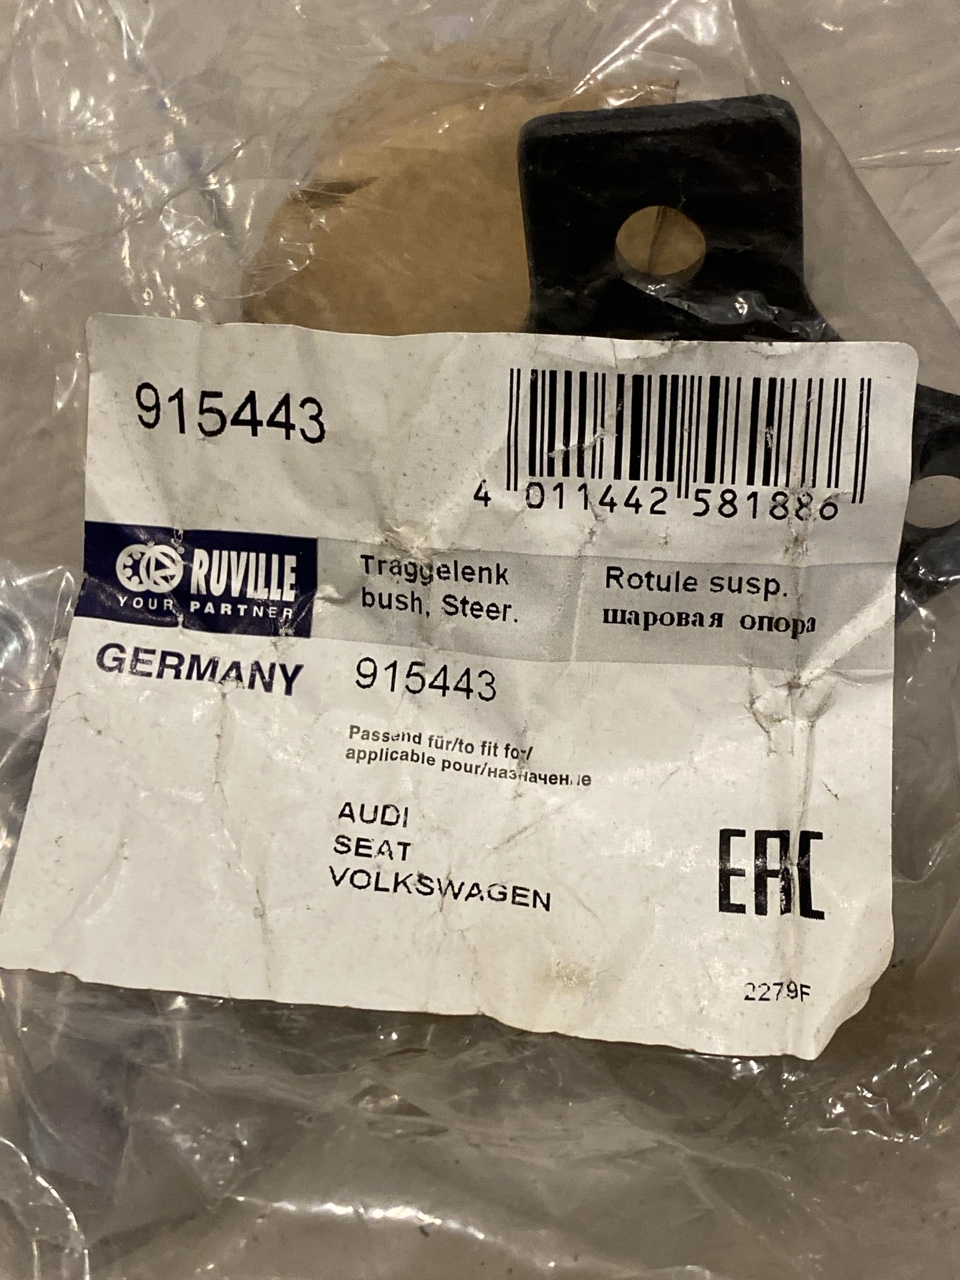 915443
4 011442 581886
RUVILLE
YOUR PARTNER
GERMANY
Traggelenk
bush, Steer.
Rotule susp.
шаровая опора
915443
Passend für/to fit for/
applicable pour/назначение
AUDI
SEAT
VOLKSWAGEN
EAC
2279F